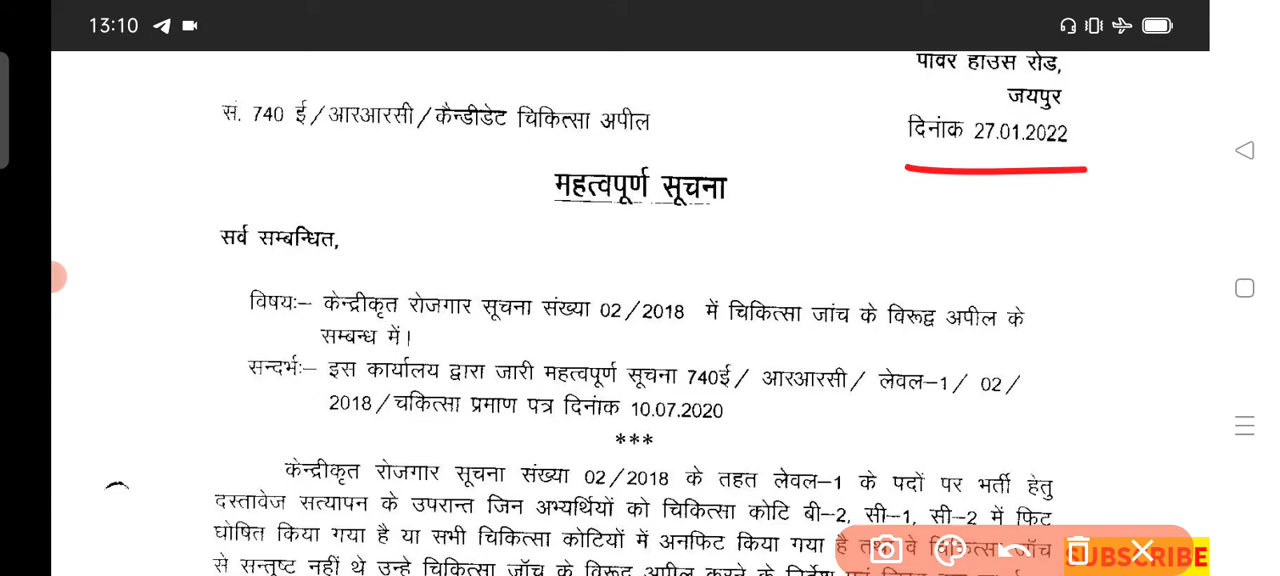 13:10
पावर हाउस रोड,
जयपुर
सं. 740 ई/आरआरसी/कैन्डीडेट चिकित्सा अपील
दिनांक 27.01.2022
महत्वपूर्ण सूचना
सर्व सम्बन्धित,
विषयः– केन्द्रीकृत रोजगार सूचना संख्या 02/2018 में चिकित्सा जांच के विरूद्व अपील के
सम्बन्ध में।
सन्दर्भः– इस कार्यालय द्वारा जारी महत्वपूर्ण सूचना 740ई/ आरआरसी/ लेवल–1/ 02/
2018/चकित्सा प्रमाण पत्र दिनांक 10.07.2020
***
केन्द्रीकृत रोजगार सूचना संख्या 02/2018 के तहत लेवल–1 के पदों पर भर्ती हेतु
दस्तावेज सत्यापन के उपरान्त जिन अभ्यर्थियों को चिकित्सा कोटि बी–2, सी–1, सी–2 में फिट
घोषित किया गया है या सभी चिकित्सा कोटियों में अनफिट किया गया है तथा वे चिकित्सा जॉच
से सन्तुष्ट नहीं थे उन्हे चिकित्सा जॉच के विरूद्व अपील करने के
SUBSCRIBE